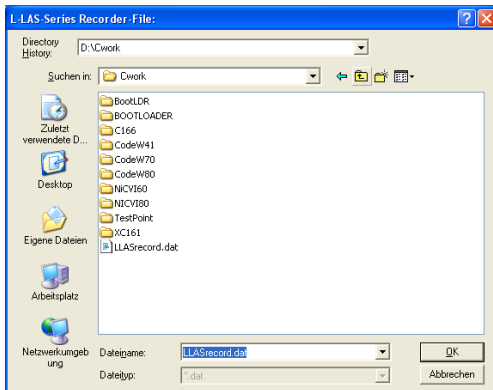 L-LAS-Series Recorder-File:
Directory
History:
D:\Cwork
Suchen in:
Cwork
Zuletzt
verwendete D...
Desktop
Eigene Dateien
Arbeitsplatz
Netzwerkumgeb
ung
BootLDR
BOOTLOADER
C166
CodeW41
CodeW70
CodeW80
NiCVI60
NICVI80
TestPoint
XC161
LLASrecord.dat
Dateiname:
LLASrecord.dat
OK
Dateityp:
*.dat
Abbrechen